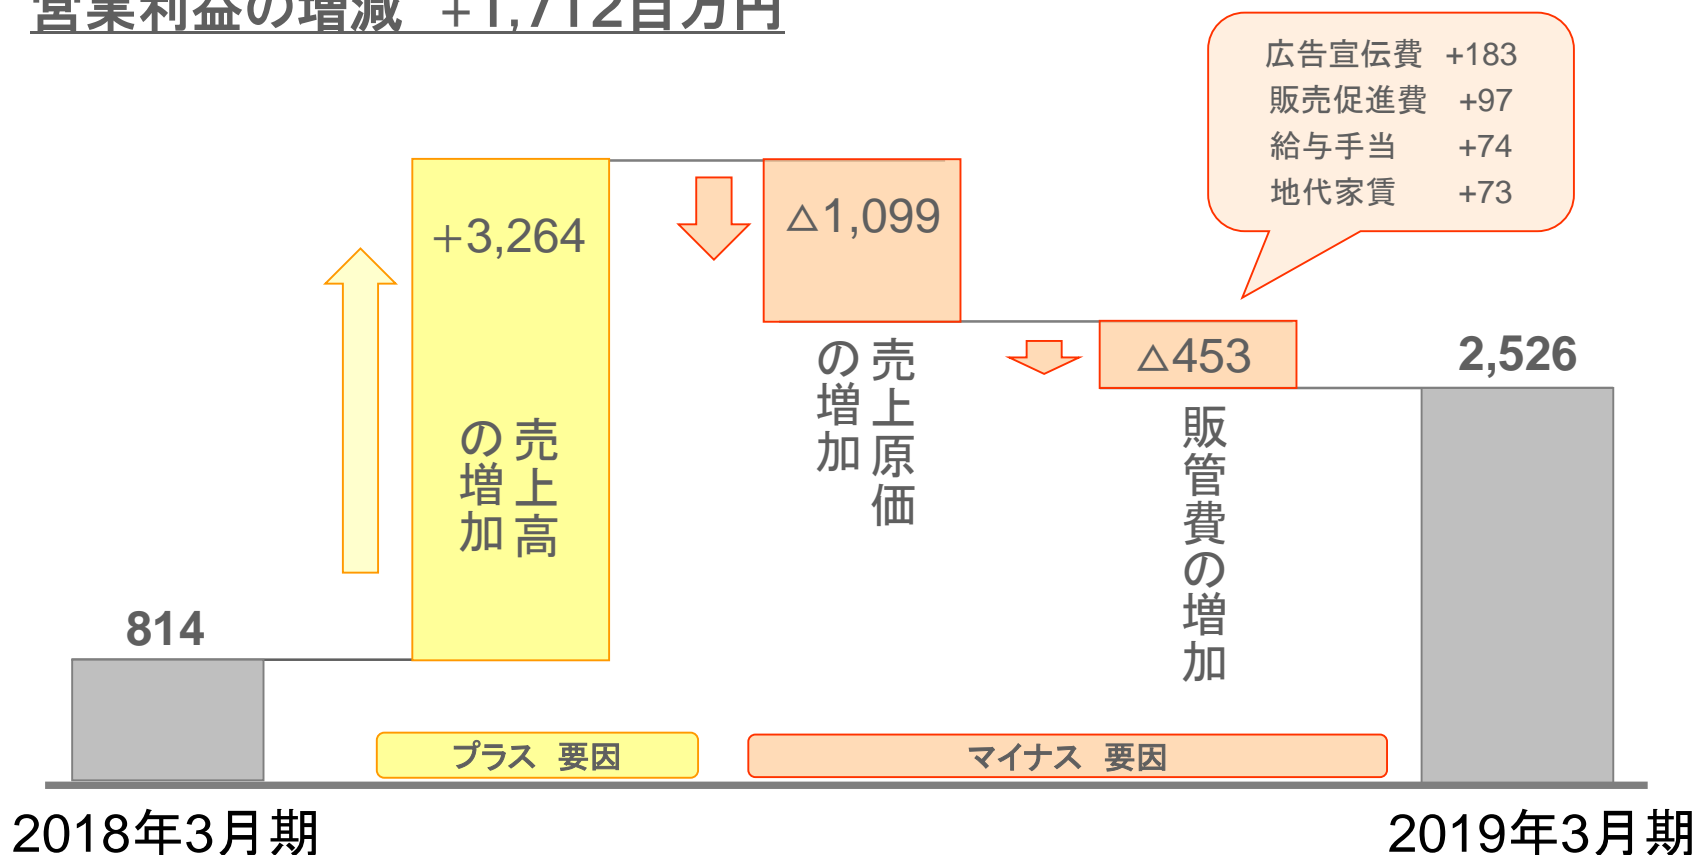 営業利益の増減 +1,712百万円
広告宣伝費 +183
販売促進費 +97
給与手当 +74
地代家賃 +73
+3,264
売上高
の増加
△1,099
売上原価
の増加
△453
販管費の増加
2,526
814
プラス 要因
マイナス 要因
2018年3月期
2019年3月期